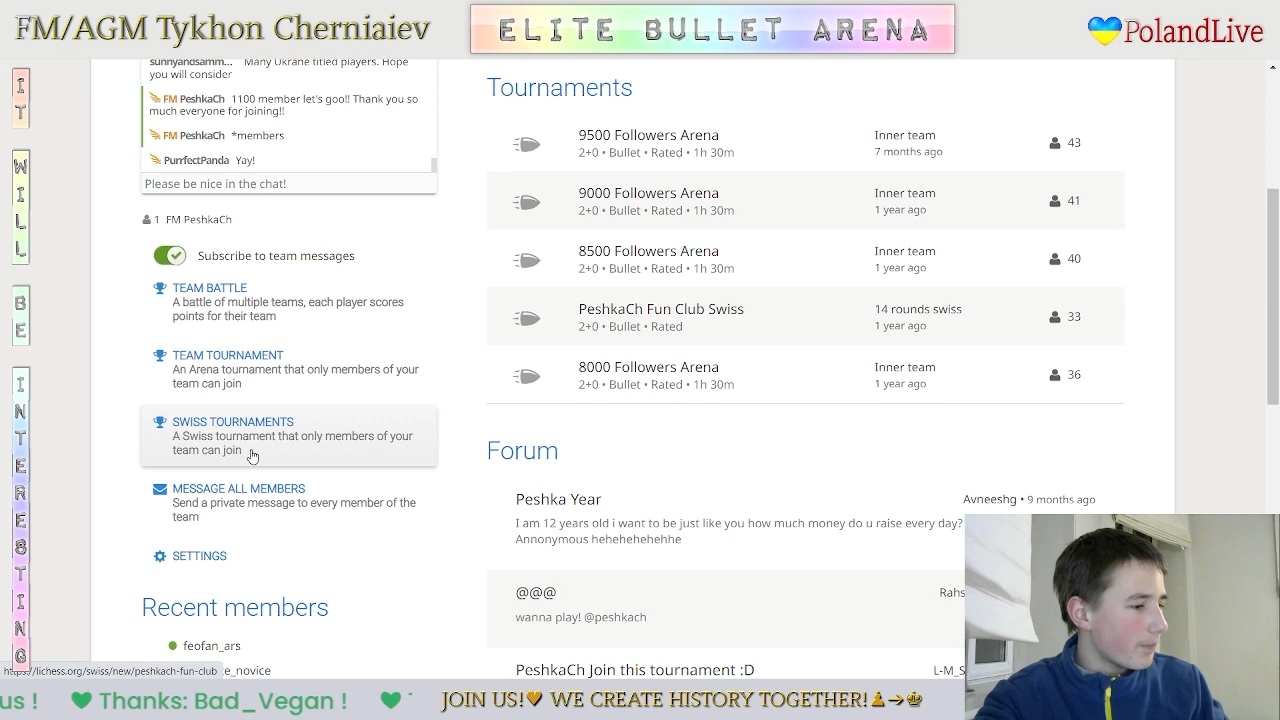 FM/AGM Tykhon Cherniaiev
ELITE BULLET ARENA
PolandLive
IT
WILL
BE
INTERESTING
sunnyandsamm... Many Ukrane titled players. Hope
you will consider
FM PeshkaCh 1100 member let's goo!! Thank you so
much everyone for joining!!
FM PeshkaCh *members
PurrfectPanda Yay!
Please be nice in the chat!
1 FM PeshkaCh
Subscribe to team messages
TEAM BATTLE
A battle of multiple teams, each player scores
points for their team
TEAM TOURNAMENT
An Arena tournament that only members of your
team can join
SWISS TOURNAMENTS
A Swiss tournament that only members of your
team can join
MESSAGE ALL MEMBERS
Send a private message to every member of the
team
SETTINGS
Recent members
feofan_ars
e_novice
https://lichess.org/swiss/new/peshkach-fun-club
Tournaments
9500 Followers Arena Inner team 43
2+0 • Bullet • Rated • 1h 30m 7 months ago
9000 Followers Arena Inner team 41
2+0 • Bullet • Rated • 1h 30m 1 year ago
8500 Followers Arena Inner team 40
2+0 • Bullet • Rated • 1h 30m 1 year ago
PeshkaCh Fun Club Swiss 14 rounds swiss 33
2+0 • Bullet • Rated 1 year ago
8000 Followers Arena Inner team 36
2+0 • Bullet • Rated • 1h 30m 1 year ago
Forum
Peshka Year Avneeshg • 9 months ago
I am 12 years old i want to be just like you how much money do u raise every day?
Annonymous hehehehehehhe
@@@ Rahs
wanna play! @peshkach
PeshkaCh Join this tournament :D L-M_S
us ! Thanks: Bad_Vegan !
JOIN US! WE CREATE HISTORY TOGETHER!